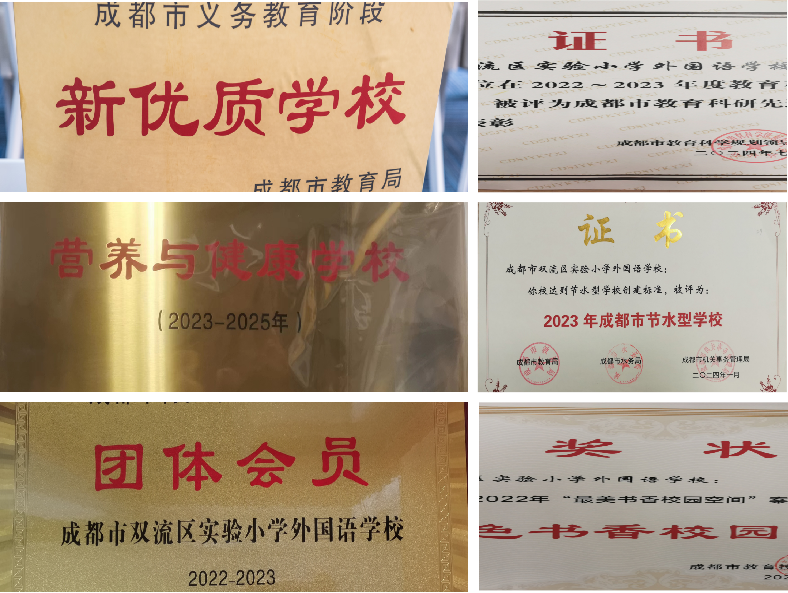 成都市义务教育阶段
新优质学校
成都市教育局
证书
流区实验小学外国语学校
位在2022～2023年度教育
被评为成都市教育科研先
表彰
成都市教育科学规划领
二〇二四年七
营养与健康学校
（2023-2025年）
证书
成都市双流区实验小学外国语学校：
你校达到节水型学校创建标准，被评为：
2023年成都市节水型学校
成都市教育局 成都市水务局 成都市机关事务管理局
二〇二四年一月
团体会员
成都市双流区实验小学外国语学校
2022-2023
奖状
区实验小学外国语学校：
2022年“最美书香校园空间”
色书香校园
成都市教育
202